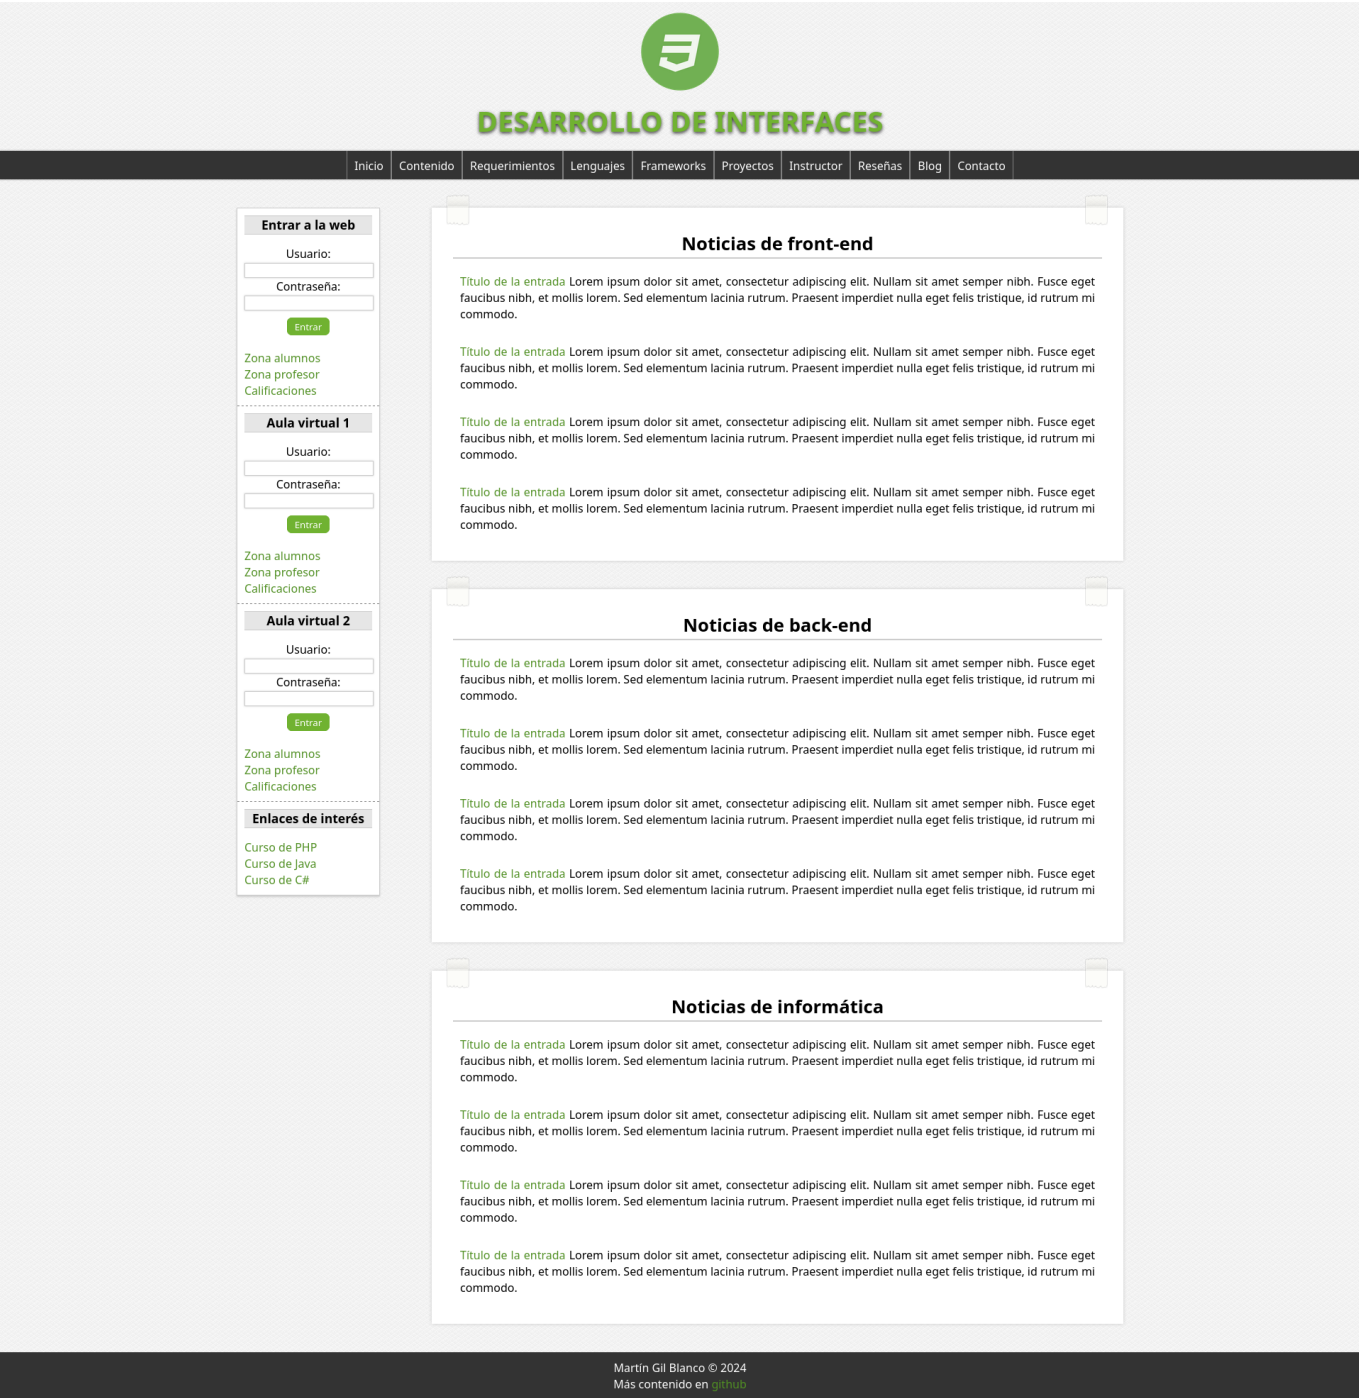 DESARROLLO DE INTERFACES
Inicio Contenido Requerimientos Lenguajes Frameworks Proyectos Instructor Reseñas Blog Contacto
Entrar a la web
Usuario:
Contraseña:
Entrar
Zona alumnos
Zona profesor
Calificaciones
Aula virtual 1
Usuario:
Contraseña:
Entrar
Zona alumnos
Zona profesor
Calificaciones
Aula virtual 2
Usuario:
Contraseña:
Entrar
Zona alumnos
Zona profesor
Calificaciones
Enlaces de interés
Curso de PHP
Curso de Java
Curso de C#
Noticias de front-end
Título de la entrada Lorem ipsum dolor sit amet, consectetur adipiscing elit. Nullam sit amet semper nibh. Fusce eget
faucibus nibh, et mollis lorem. Sed elementum lacinia rutrum. Praesent imperdiet nulla eget felis tristique, id rutrum mi
commodo.
Título de la entrada Lorem ipsum dolor sit amet, consectetur adipiscing elit. Nullam sit amet semper nibh. Fusce eget
faucibus nibh, et mollis lorem. Sed elementum lacinia rutrum. Praesent imperdiet nulla eget felis tristique, id rutrum mi
commodo.
Título de la entrada Lorem ipsum dolor sit amet, consectetur adipiscing elit. Nullam sit amet semper nibh. Fusce eget
faucibus nibh, et mollis lorem. Sed elementum lacinia rutrum. Praesent imperdiet nulla eget felis tristique, id rutrum mi
commodo.
Título de la entrada Lorem ipsum dolor sit amet, consectetur adipiscing elit. Nullam sit amet semper nibh. Fusce eget
faucibus nibh, et mollis lorem. Sed elementum lacinia rutrum. Praesent imperdiet nulla eget felis tristique, id rutrum mi
commodo.
Noticias de back-end
Título de la entrada Lorem ipsum dolor sit amet, consectetur adipiscing elit. Nullam sit amet semper nibh. Fusce eget
faucibus nibh, et mollis lorem. Sed elementum lacinia rutrum. Praesent imperdiet nulla eget felis tristique, id rutrum mi
commodo.
Título de la entrada Lorem ipsum dolor sit amet, consectetur adipiscing elit. Nullam sit amet semper nibh. Fusce eget
faucibus nibh, et mollis lorem. Sed elementum lacinia rutrum. Praesent imperdiet nulla eget felis tristique, id rutrum mi
commodo.
Título de la entrada Lorem ipsum dolor sit amet, consectetur adipiscing elit. Nullam sit amet semper nibh. Fusce eget
faucibus nibh, et mollis lorem. Sed elementum lacinia rutrum. Praesent imperdiet nulla eget felis tristique, id rutrum mi
commodo.
Título de la entrada Lorem ipsum dolor sit amet, consectetur adipiscing elit. Nullam sit amet semper nibh. Fusce eget
faucibus nibh, et mollis lorem. Sed elementum lacinia rutrum. Praesent imperdiet nulla eget felis tristique, id rutrum mi
commodo.
Noticias de informática
Título de la entrada Lorem ipsum dolor sit amet, consectetur adipiscing elit. Nullam sit amet semper nibh. Fusce eget
faucibus nibh, et mollis lorem. Sed elementum lacinia rutrum. Praesent imperdiet nulla eget felis tristique, id rutrum mi
commodo.
Título de la entrada Lorem ipsum dolor sit amet, consectetur adipiscing elit. Nullam sit amet semper nibh. Fusce eget
faucibus nibh, et mollis lorem. Sed elementum lacinia rutrum. Praesent imperdiet nulla eget felis tristique, id rutrum mi
commodo.
Título de la entrada Lorem ipsum dolor sit amet, consectetur adipiscing elit. Nullam sit amet semper nibh. Fusce eget
faucibus nibh, et mollis lorem. Sed elementum lacinia rutrum. Praesent imperdiet nulla eget felis tristique, id rutrum mi
commodo.
Título de la entrada Lorem ipsum dolor sit amet, consectetur adipiscing elit. Nullam sit amet semper nibh. Fusce eget
faucibus nibh, et mollis lorem. Sed elementum lacinia rutrum. Praesent imperdiet nulla eget felis tristique, id rutrum mi
commodo.
Martín Gil Blanco © 2024
Más contenido en github